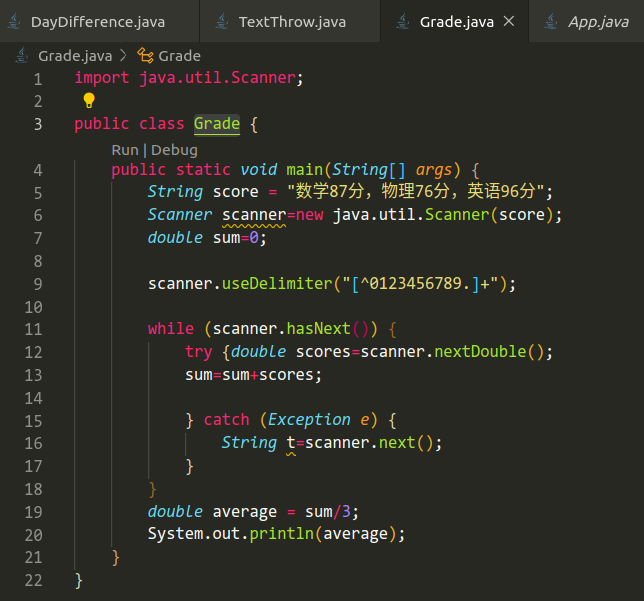 DayDifference.java TextThrow.java Grade.java × App.java
Grade.java > Grade
1 import java.util.Scanner;
2
3 public class Grade {
Run | Debug
4 public static void main(String[] args) {
5 String score = "数学87分，物理76分，英语96分";
6 Scanner scanner=new java.util.Scanner(score);
7 double sum=0;
8
9 scanner.useDelimiter("[^0123456789.]+");
10
11 while (scanner.hasNext()) {
12 try {double scores=scanner.nextDouble();
13 sum=sum+scores;
14
15 } catch (Exception e) {
16 String t=scanner.next();
17 }
18 }
19 double average = sum/3;
20 System.out.println(average);
21 }
22 }